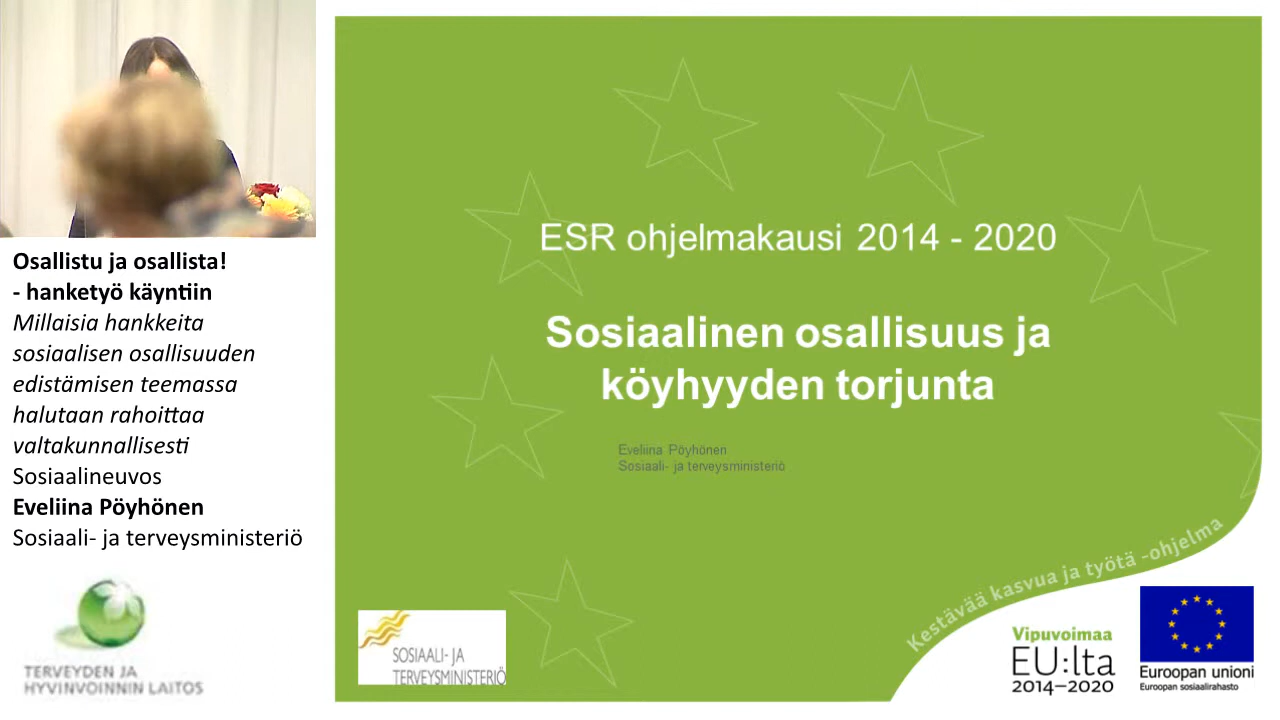 Osallistu ja osallista!
- hanketyö käyntiin
Millaisia hankkeita
sosiaalisen osallisuuden
edistämisen teemassa
halutaan rahoittaa
valtakunnallisesti
Sosiaalineuvos
Eveliina Pöyhönen
Sosiaali- ja terveysministeriö
TERVEYDEN JA
HYVINVOINNIN LAITOS
ESR ohjelmakausi 2014 - 2020
Sosiaalinen osallisuus ja
köyhyyden torjunta
Eveliina Pöyhönen
Sosiaali- ja terveysministeriö
SOSIAALI- JA
TERVEYSMINISTERIÖ
Kestävää kasvua ja työtä -ohjelma
Vipuvoimaa
EU:lta
2014–2020
Euroopan unioni
Euroopan sosiaalirahasto